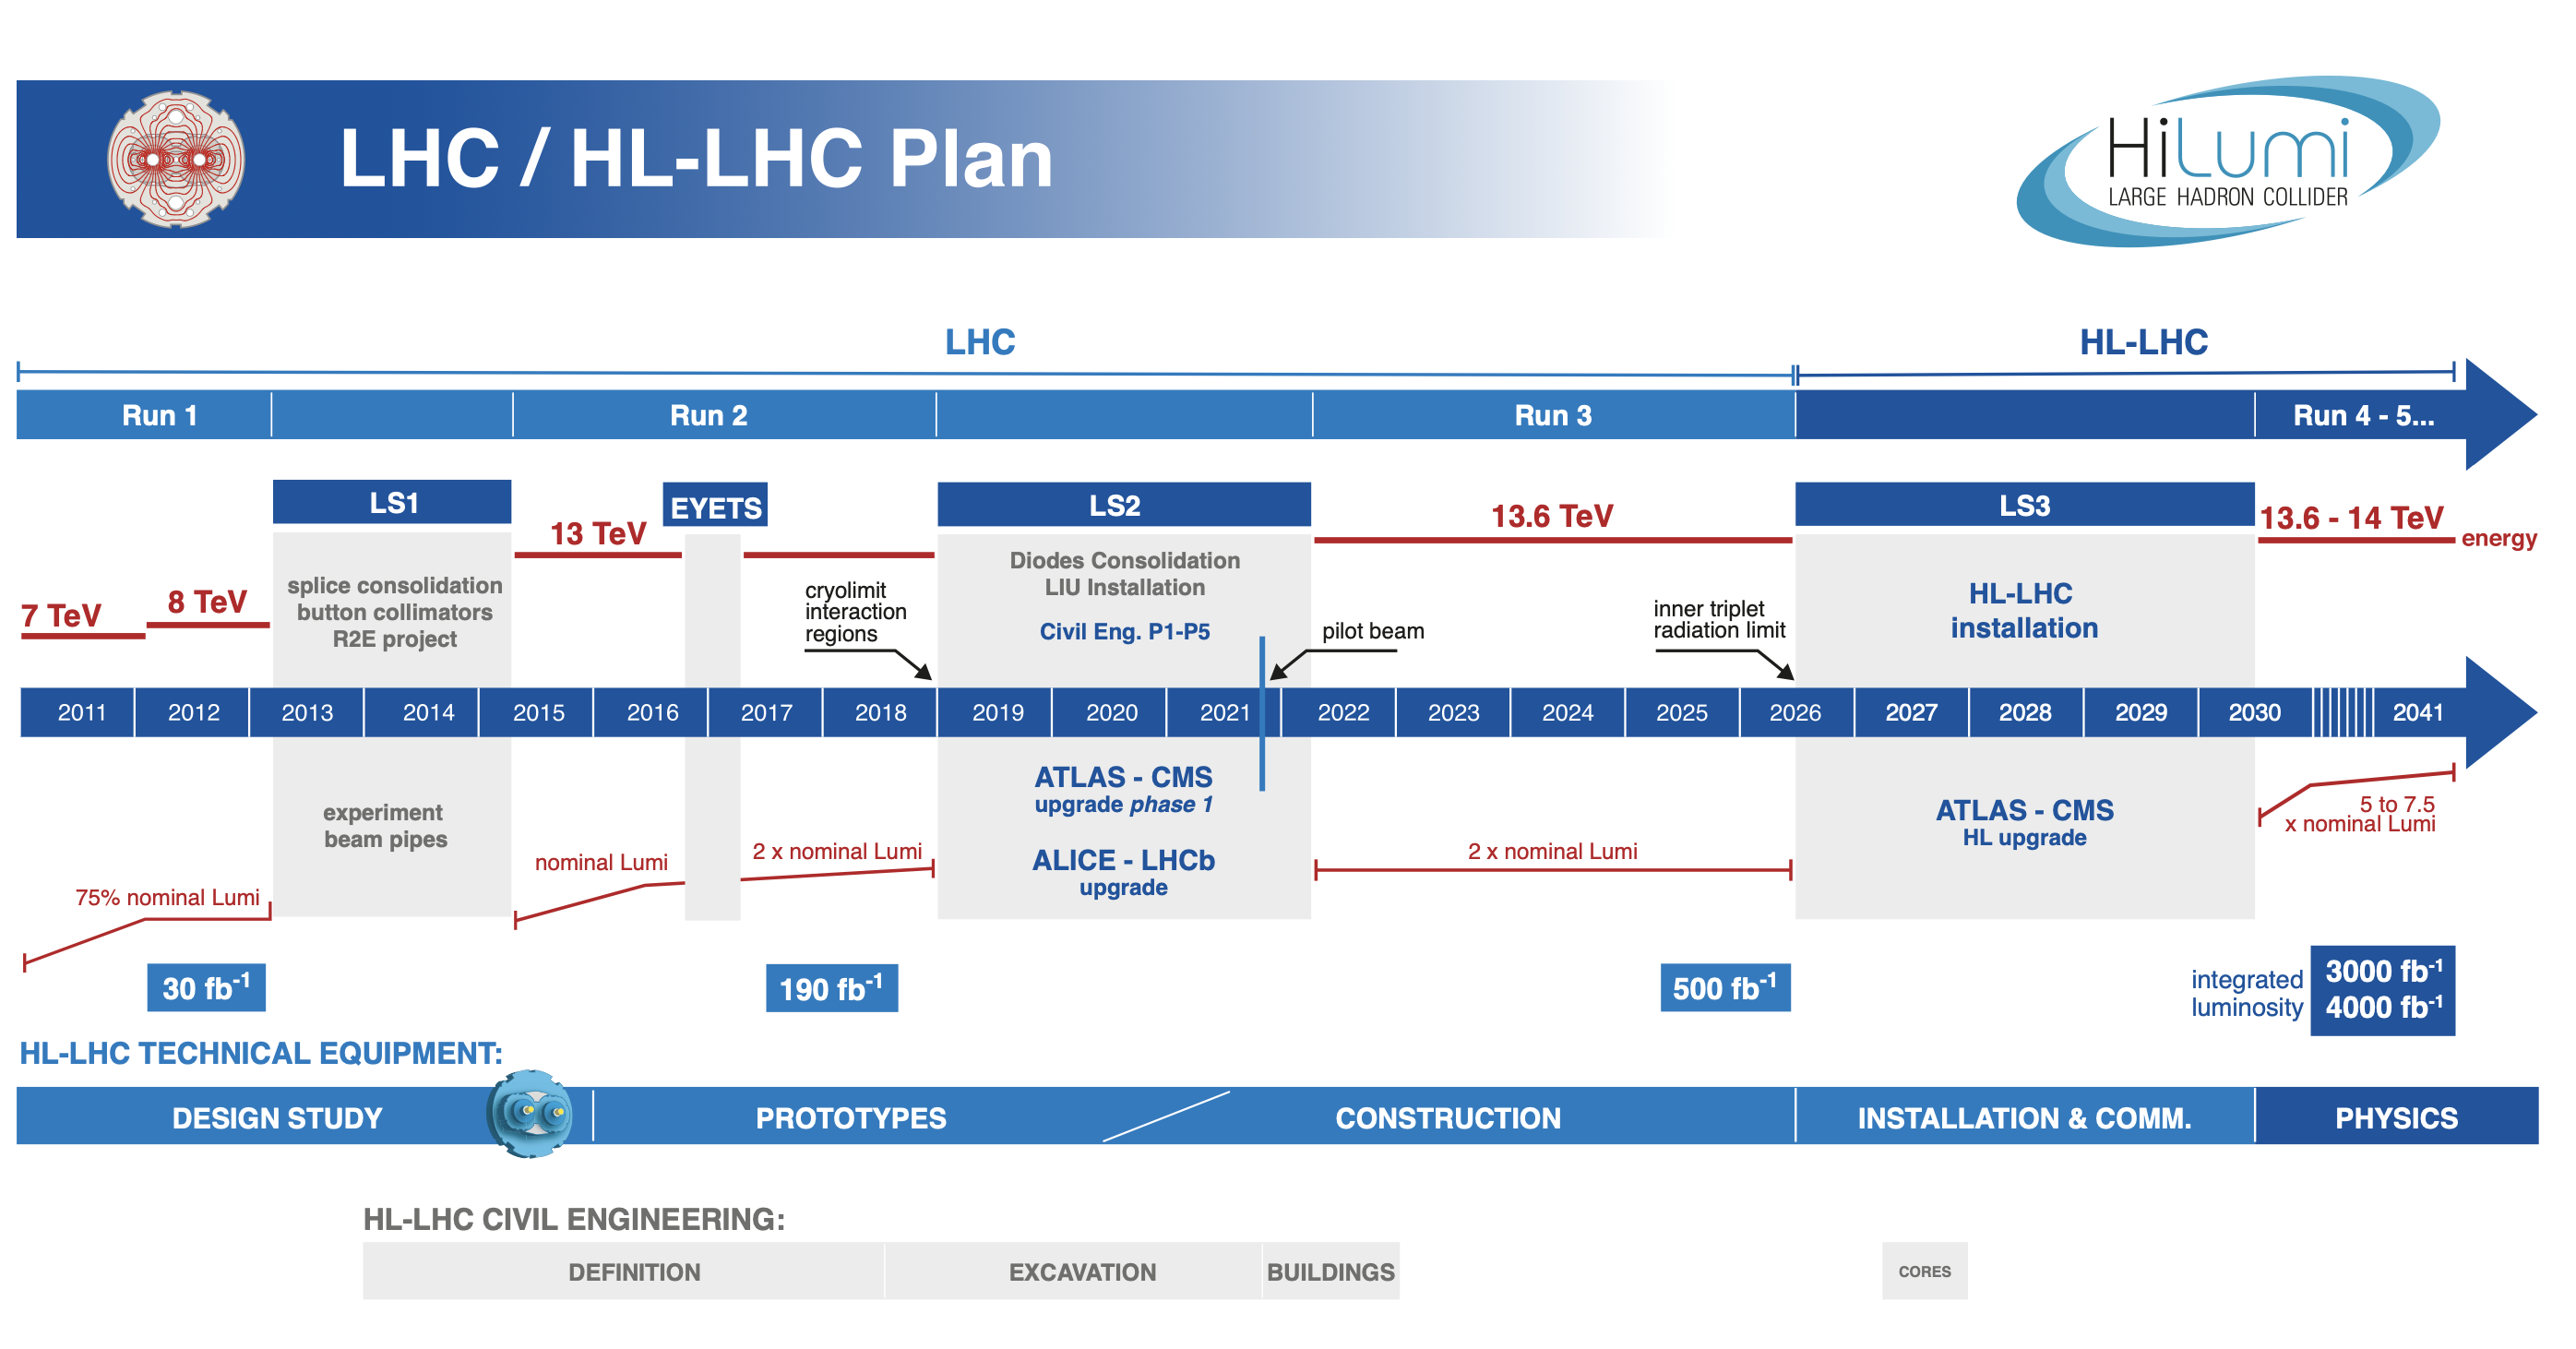 LHC / HL-LHC Plan
HiLumi
LARGE HADRON COLLIDER
LHC
HL-LHC
Run 1
Run 2
Run 3
Run 4 - 5...
LS1
EYETS
LS2
LS3
13 TeV
13.6 TeV
13.6 - 14 TeV
energy
7 TeV
8 TeV
splice consolidation
button collimators
R2E project
cryolimit
interaction
regions
Diodes Consolidation
LIU Installation
Civil Eng. P1-P5
pilot beam
inner triplet
radiation limit
HL-LHC
installation
2011 2012 2013 2014 2015 2016 2017 2018 2019 2020 2021 2022 2023 2024 2025 2026 2027 2028 2029 2030 2041
experiment
beam pipes
ATLAS - CMS
upgrade phase 1
ALICE - LHCb
upgrade
ATLAS - CMS
HL upgrade
5 to 7.5
x nominal Lumi
75% nominal Lumi
nominal Lumi
2 x nominal Lumi
2 x nominal Lumi
30 fb-1
190 fb-1
500 fb-1
integrated
luminosity
3000 fb-1
4000 fb-1
HL-LHC TECHNICAL EQUIPMENT:
DESIGN STUDY
PROTOTYPES
CONSTRUCTION
INSTALLATION & COMM.
PHYSICS
HL-LHC CIVIL ENGINEERING:
DEFINITION
EXCAVATION
BUILDINGS
CORES